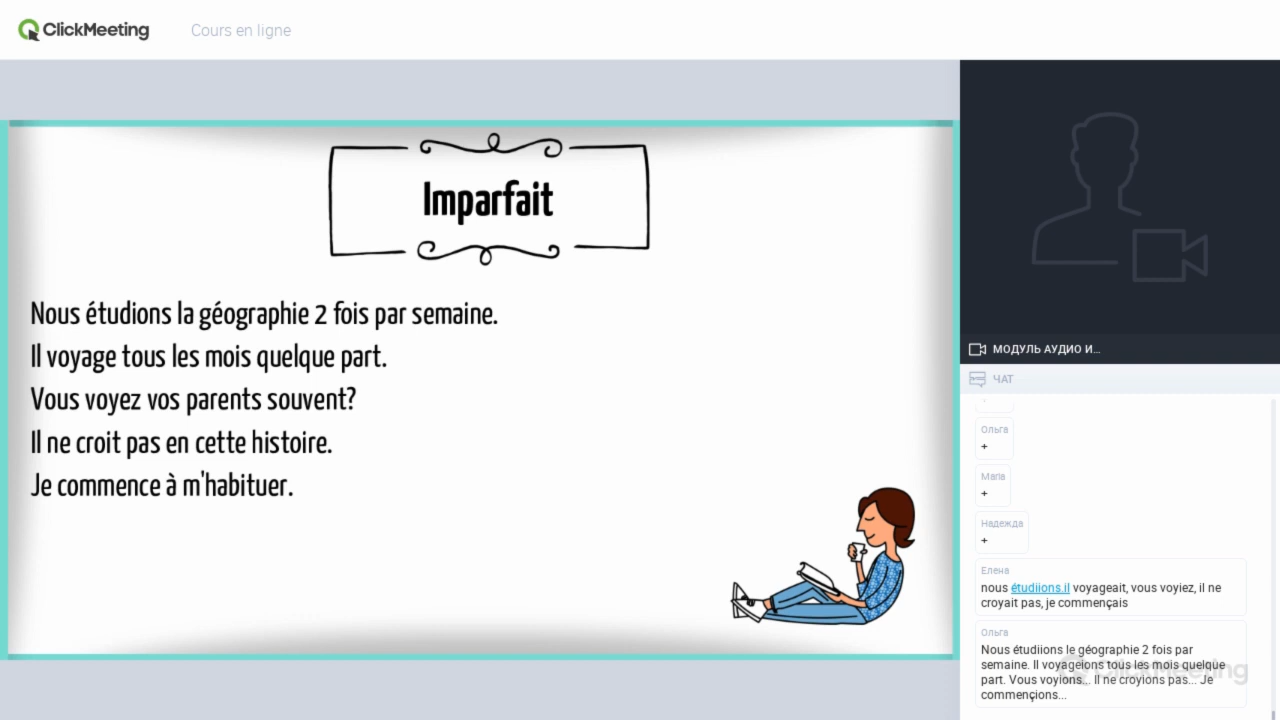 ClickMeeting
Cours en ligne
Imparfait
Nous étudions la géographie 2 fois par semaine.
Il voyage tous les mois quelque part.
Vous voyez vos parents souvent?
Il ne croit pas en cette histoire.
Je commence à m'habituer.
МОДУЛЬ АУДИО И...
ЧАТ
Ольга
+
Maria
+
Надежда
+
Елена
nous étudiions.il voyageait, vous voyiez, il ne
croyait pas, je commençais
Ольга
Nous étudiions le géographie 2 fois par
semaine. Il voyageions tous les mois quelque
part. Vous voyions... Il ne croyions pas... Je
commençions...
ClickMeeting